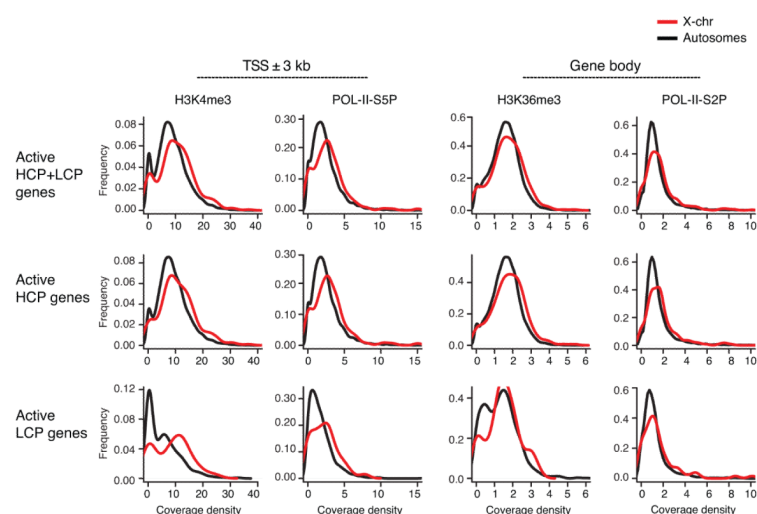 X-chr
Autosomes
TSS ± 3 kb
Gene body
H3K4me3
POL-II-S5P
H3K36me3
POL-II-S2P
Active
HCP+LCP
genes
Frequency
0.08
0.06
0.04
0.02
0.00
0 10 20 30 40
0.30
0.20
0.10
0.00
0 5 10 15
0.6
0.4
0.2
0.0
0 1 2 3 4 5 6
0.6
0.4
0.2
0.0
0 2 4 6 8 10
Active
HCP genes
Frequency
0.08
0.06
0.04
0.02
0.00
0 10 20 30 40
0.30
0.20
0.10
0.00
0 5 10 15
0.4
0.2
0.0
0 1 2 3 4 5 6
0.6
0.4
0.2
0.0
0 2 4 6 8 10
Active
LCP genes
Frequency
0.12
0.08
0.04
0.00
0 10 20 30 40
Coverage density
0.30
0.20
0.10
0.00
0 5 10 15
Coverage density
0.4
0.2
0.0
0 1 2 3 4 5 6
Coverage density
0.6
0.4
0.2
0.0
0 2 4 6 8 10
Coverage density